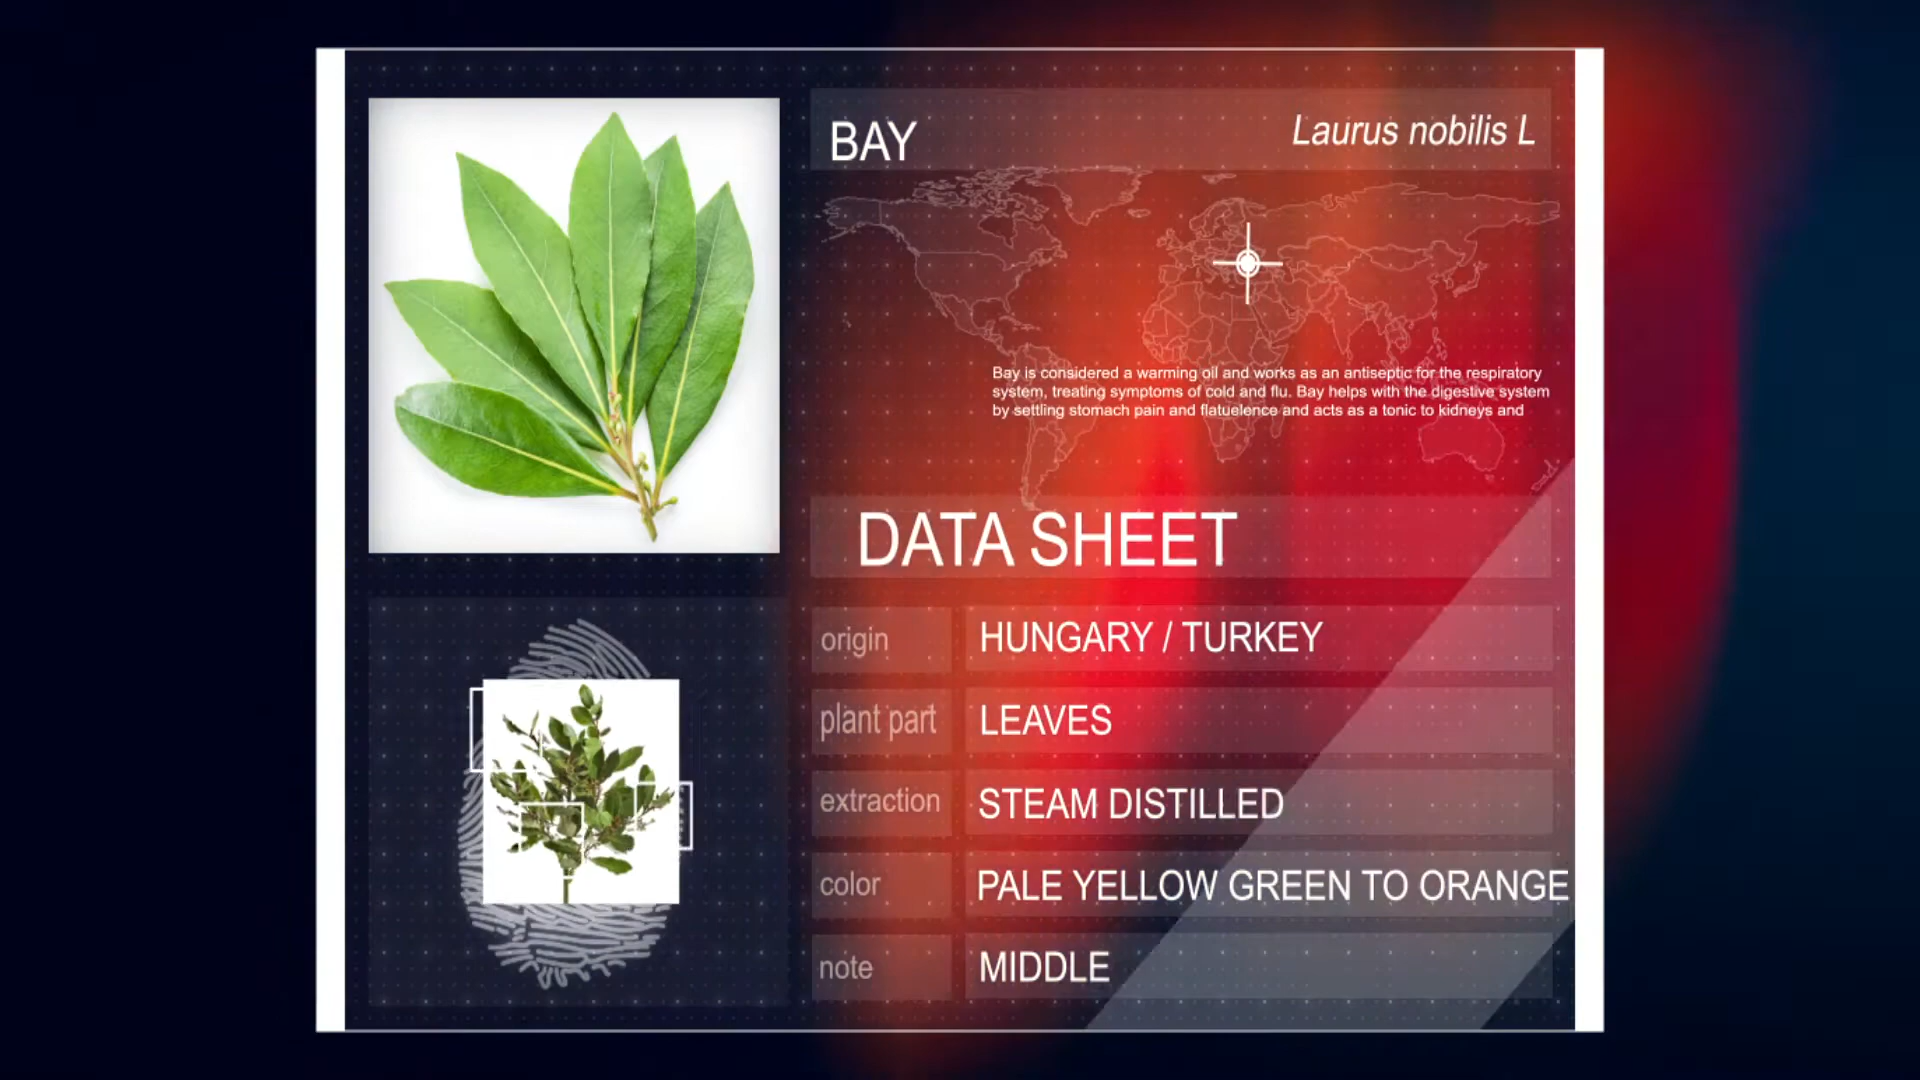 BAY
Laurus nobilis L
Bay is considered a warming oil and works as an antiseptic for the respiratory
system, treating symptoms of cold and flu. Bay helps with the digestive system
by settling stomach pain and flatuelence and acts as a tonic to kidneys and
DATA SHEET
origin HUNGARY / TURKEY
plant part LEAVES
extraction STEAM DISTILLED
color PALE YELLOW GREEN TO ORANGE
note MIDDLE